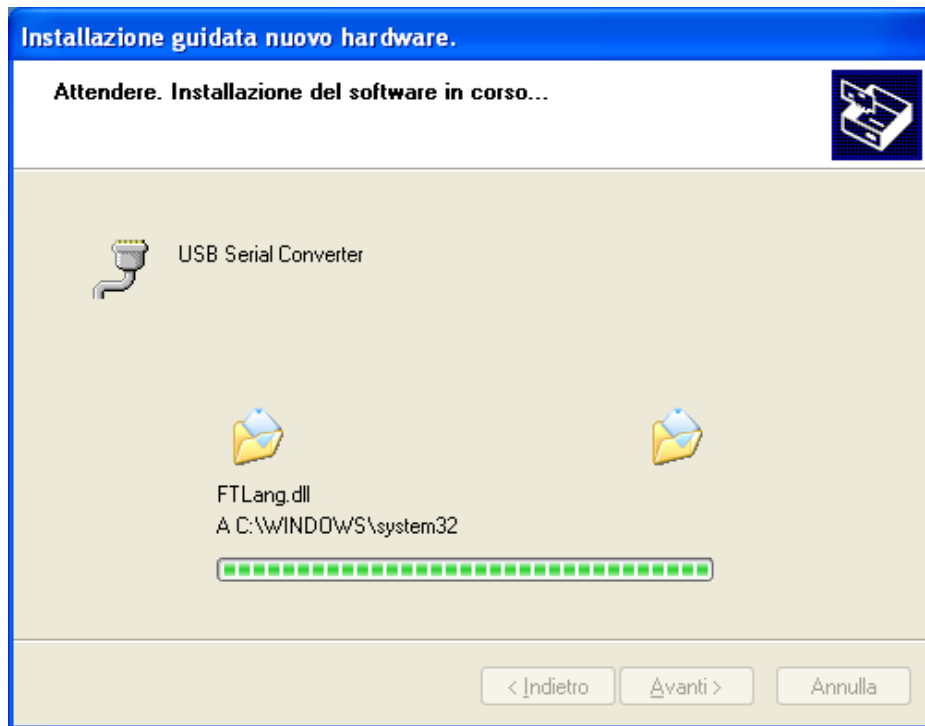 Installazione guidata nuovo hardware.
Attendere. Installazione del software in corso...
USB Serial Converter
FTLang.dll
A C:\WINDOWS\system32
< Indietro
Avanti >
Annulla